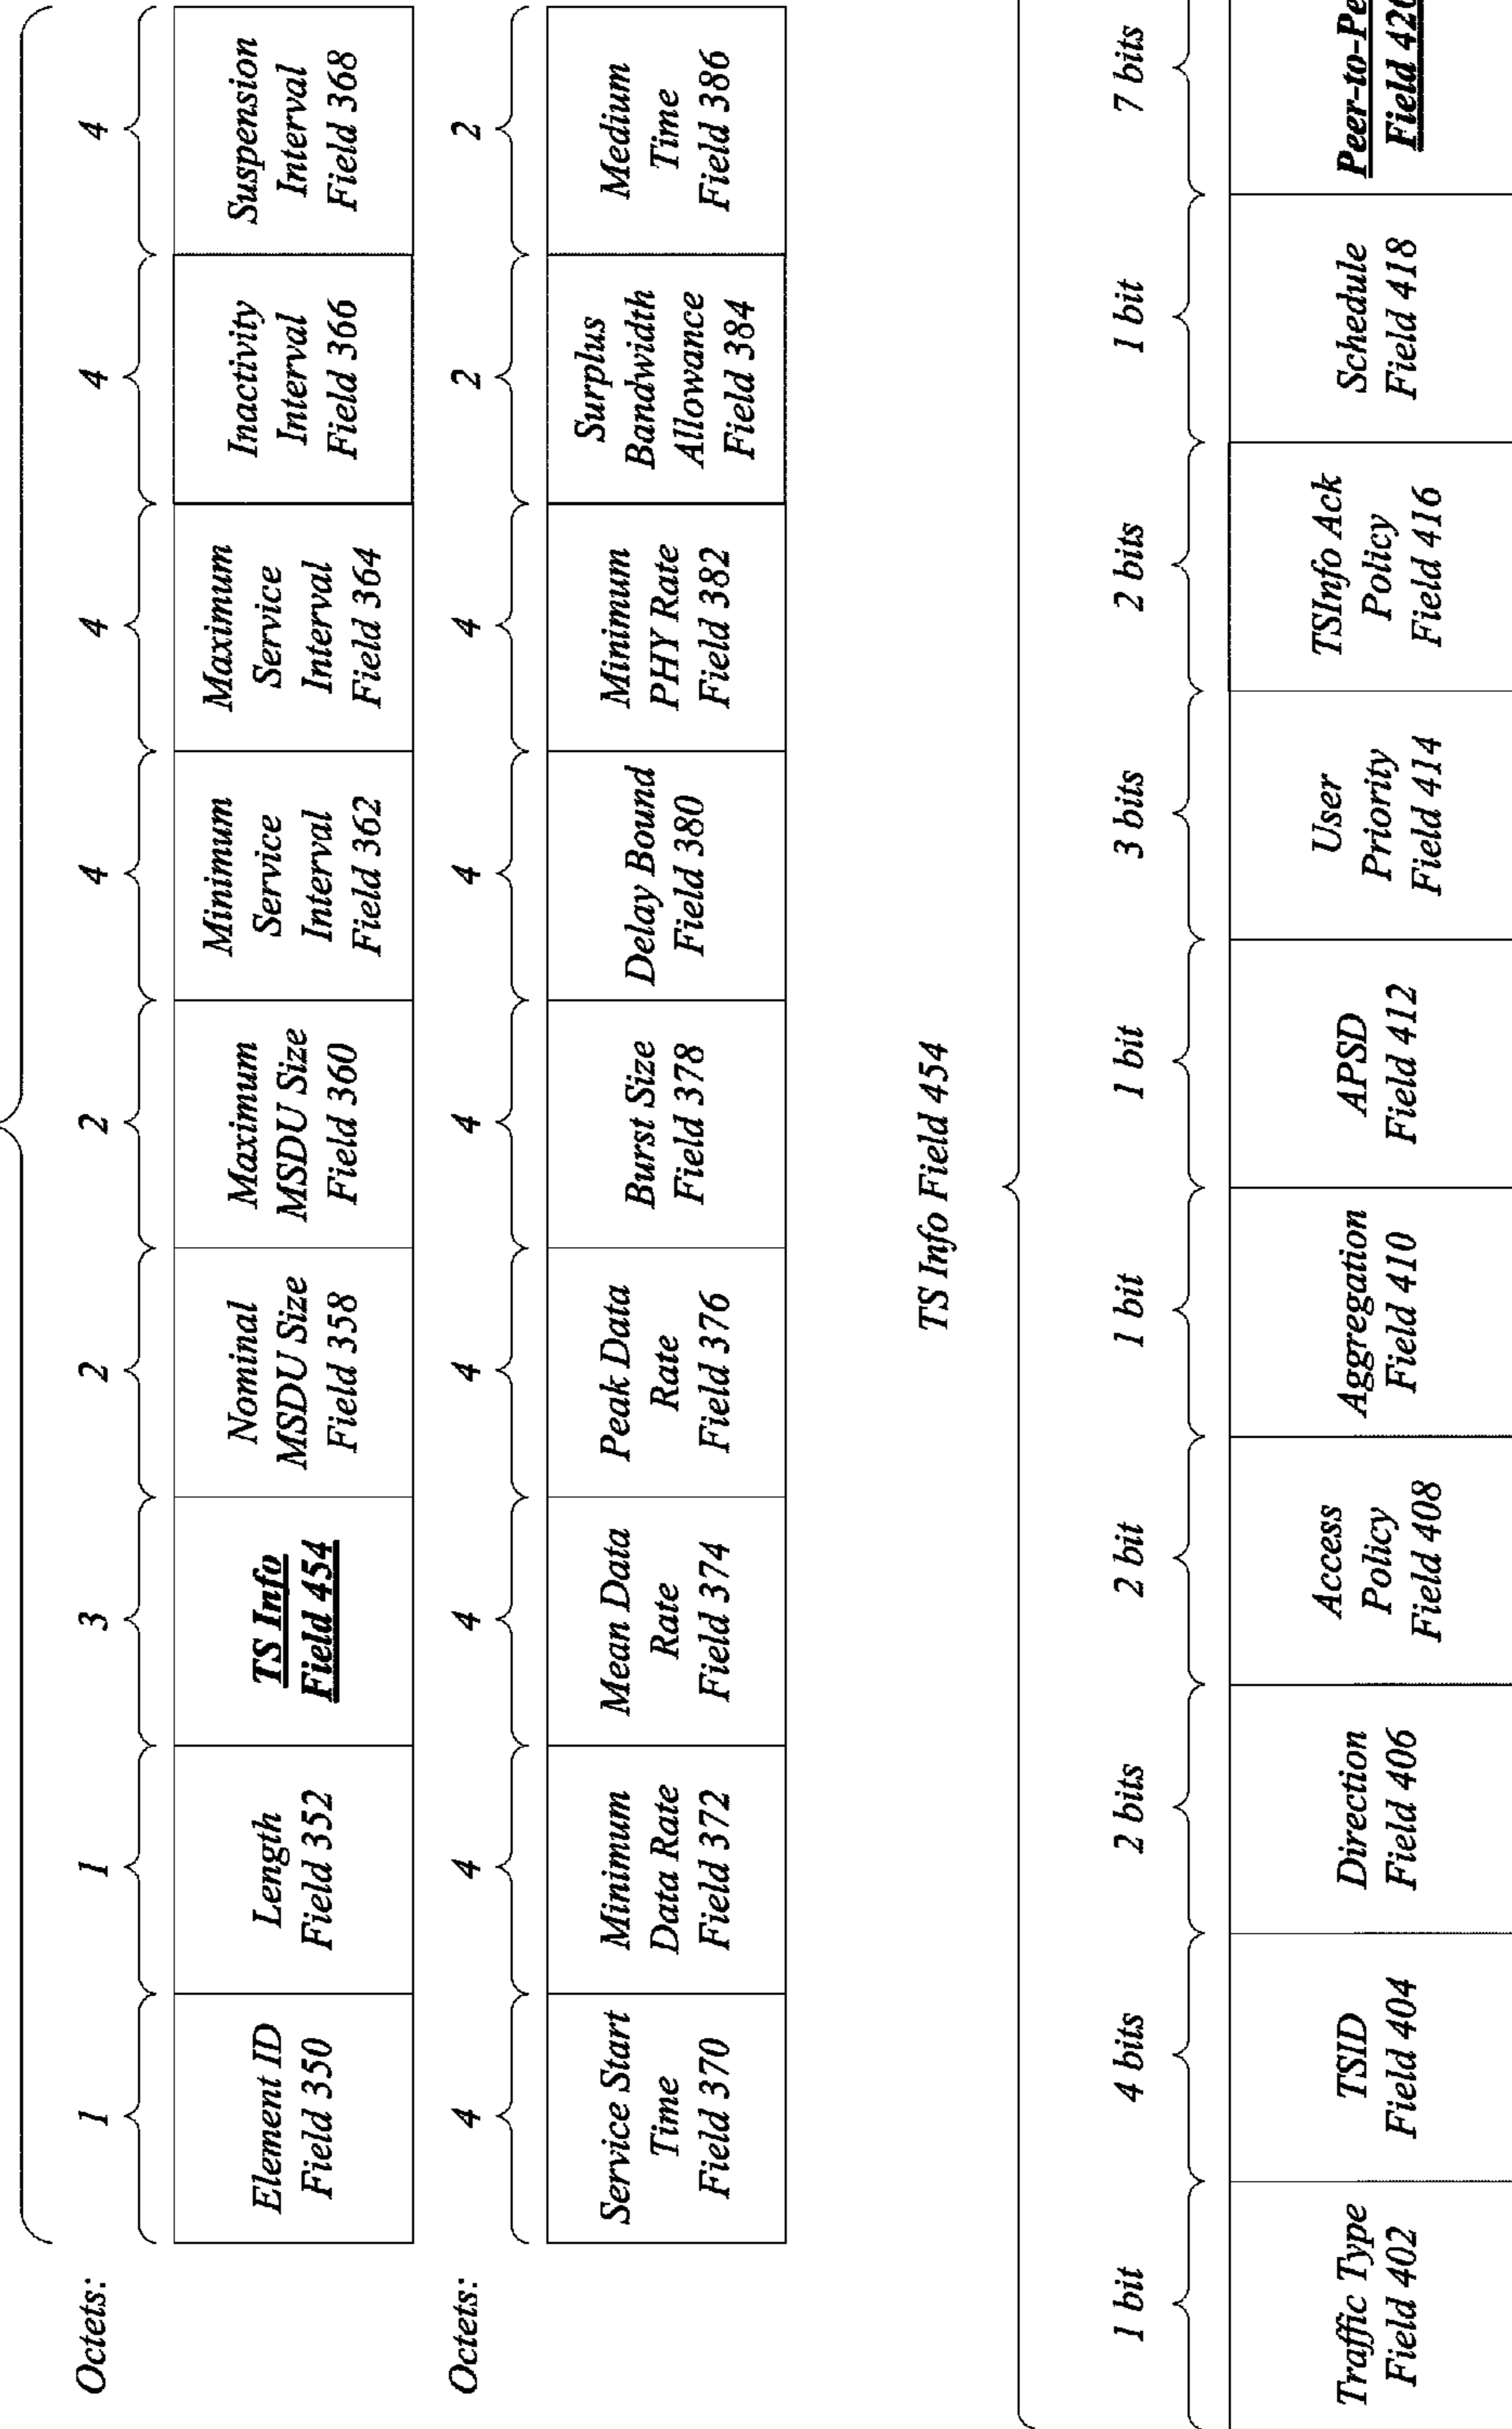 Octets:
1
1
3
2
2
4
4
4
4
Element ID
Field 350
Length
Field 352
TS Info
Field 454
Nominal
MSDU Size
Field 358
Maximum
MSDU Size
Field 360
Minimum
Service
Interval
Field 362
Maximum
Service
Interval
Field 364
Inactivity
Interval
Field 366
Suspension
Interval
Field 368
Octets:
4
4
4
4
4
4
4
2
2
Service Start
Time
Field 370
Minimum
Data Rate
Field 372
Mean Data
Rate
Field 374
Peak Data
Rate
Field 376
Burst Size
Field 378
Delay Bound
Field 380
Minimum
PHY Rate
Field 382
Surplus
Bandwidth
Allowance
Field 384
Medium
Time
Field 386
TS Info Field 454
1 bit
4 bits
2 bits
2 bit
1 bit
1 bit
3 bits
2 bits
1 bit
7 bits
Traffic Type
Field 402
TSID
Field 404
Direction
Field 406
Access
Policy
Field 408
Aggregation
Field 410
APSD
Field 412
User
Priority
Field 414
TSInfo Ack
Policy
Field 416
Schedule
Field 418
Peer-to-Pe
Field 420